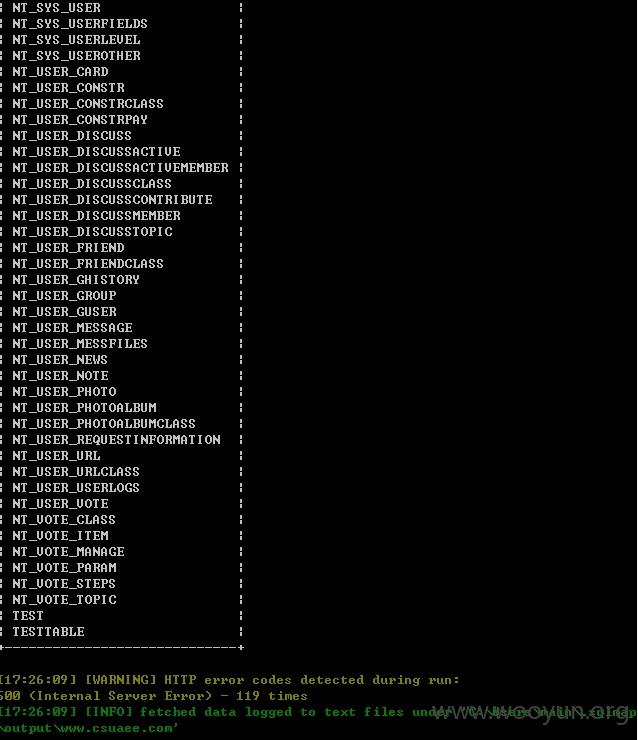 NT_SYS_USER
NT_SYS_USERFIELDS
NT_SYS_USERLEVEL
NT_SYS_USEROTHER
NT_USER_CARD
NT_USER_CONSTR
NT_USER_CONSTRCLASS
NT_USER_CONSTRPAY
NT_USER_DISCUSS
NT_USER_DISCUSSACTIVE
NT_USER_DISCUSSACTIVEMEMBER
NT_USER_DISCUSSCLASS
NT_USER_DISCUSSCONTRIBUTE
NT_USER_DISCUSSMEMBER
NT_USER_DISCUSSTOPIC
NT_USER_FRIEND
NT_USER_FRIENDCLASS
NT_USER_GHISTORY
NT_USER_GROUP
NT_USER_GUSER
NT_USER_MESSAGE
NT_USER_MESSFILES
NT_USER_NEWS
NT_USER_NOTE
NT_USER_PHOTO
NT_USER_PHOTOALBUM
NT_USER_PHOTOALBUMCLASS
NT_USER_REQUESTINFORMATION
NT_USER_URL
NT_USER_URLCLASS
NT_USER_USERLOGS
NT_USER_VOTE
NT_VOTE_CLASS
NT_VOTE_ITEM
NT_VOTE_MANAGE
NT_VOTE_PARAM
NT_VOTE_STEPS
NT_VOTE_TOPIC
TEST
TESTTABLE
[17:26:09] [WARNING] HTTP error codes detected during run:
500 (Internal Server Error) - 119 times
[17:26:09] [INFO] fetched data logged to text files under
\output\www.csuaee.com'
www.wooyun.org